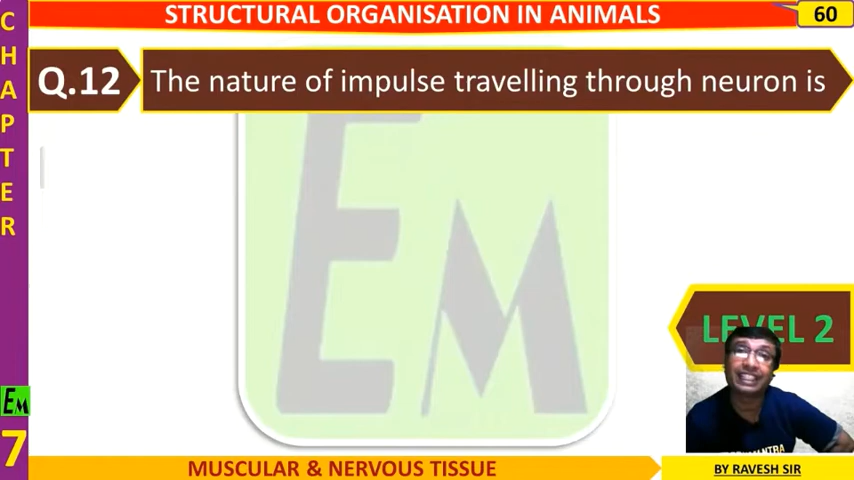 STRUCTURAL ORGANISATION IN ANIMALS
60
CHAPTER
Q.12
The nature of impulse travelling through neuron is
EM
LEVEL 2
EM
7
MUSCULAR & NERVOUS TISSUE
BY RAVESH SIR